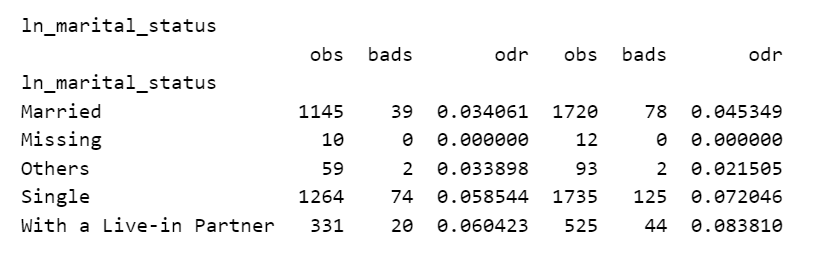 ln_marital_status
obs bads odr obs bads odr
ln_marital_status
Married 1145 39 0.034061 1720 78 0.045349
Missing 10 0 0.000000 12 0 0.000000
Others 59 2 0.033898 93 2 0.021505
Single 1264 74 0.058544 1735 125 0.072046
With a Live-in Partner 331 20 0.060423 525 44 0.083810